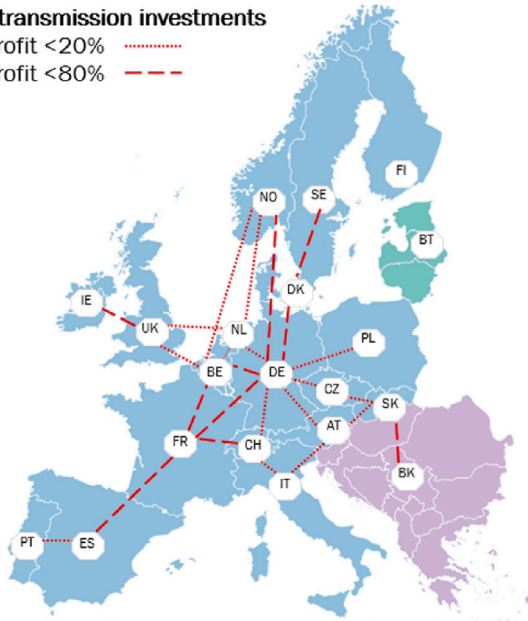 transmission investments
rofit <20%
rofit <80%
FI
NO
SE
BT
DK
IE
UK
NL
PL
BE
DE
CZ
SK
AT
FR
CH
BK
IT
PT
ES